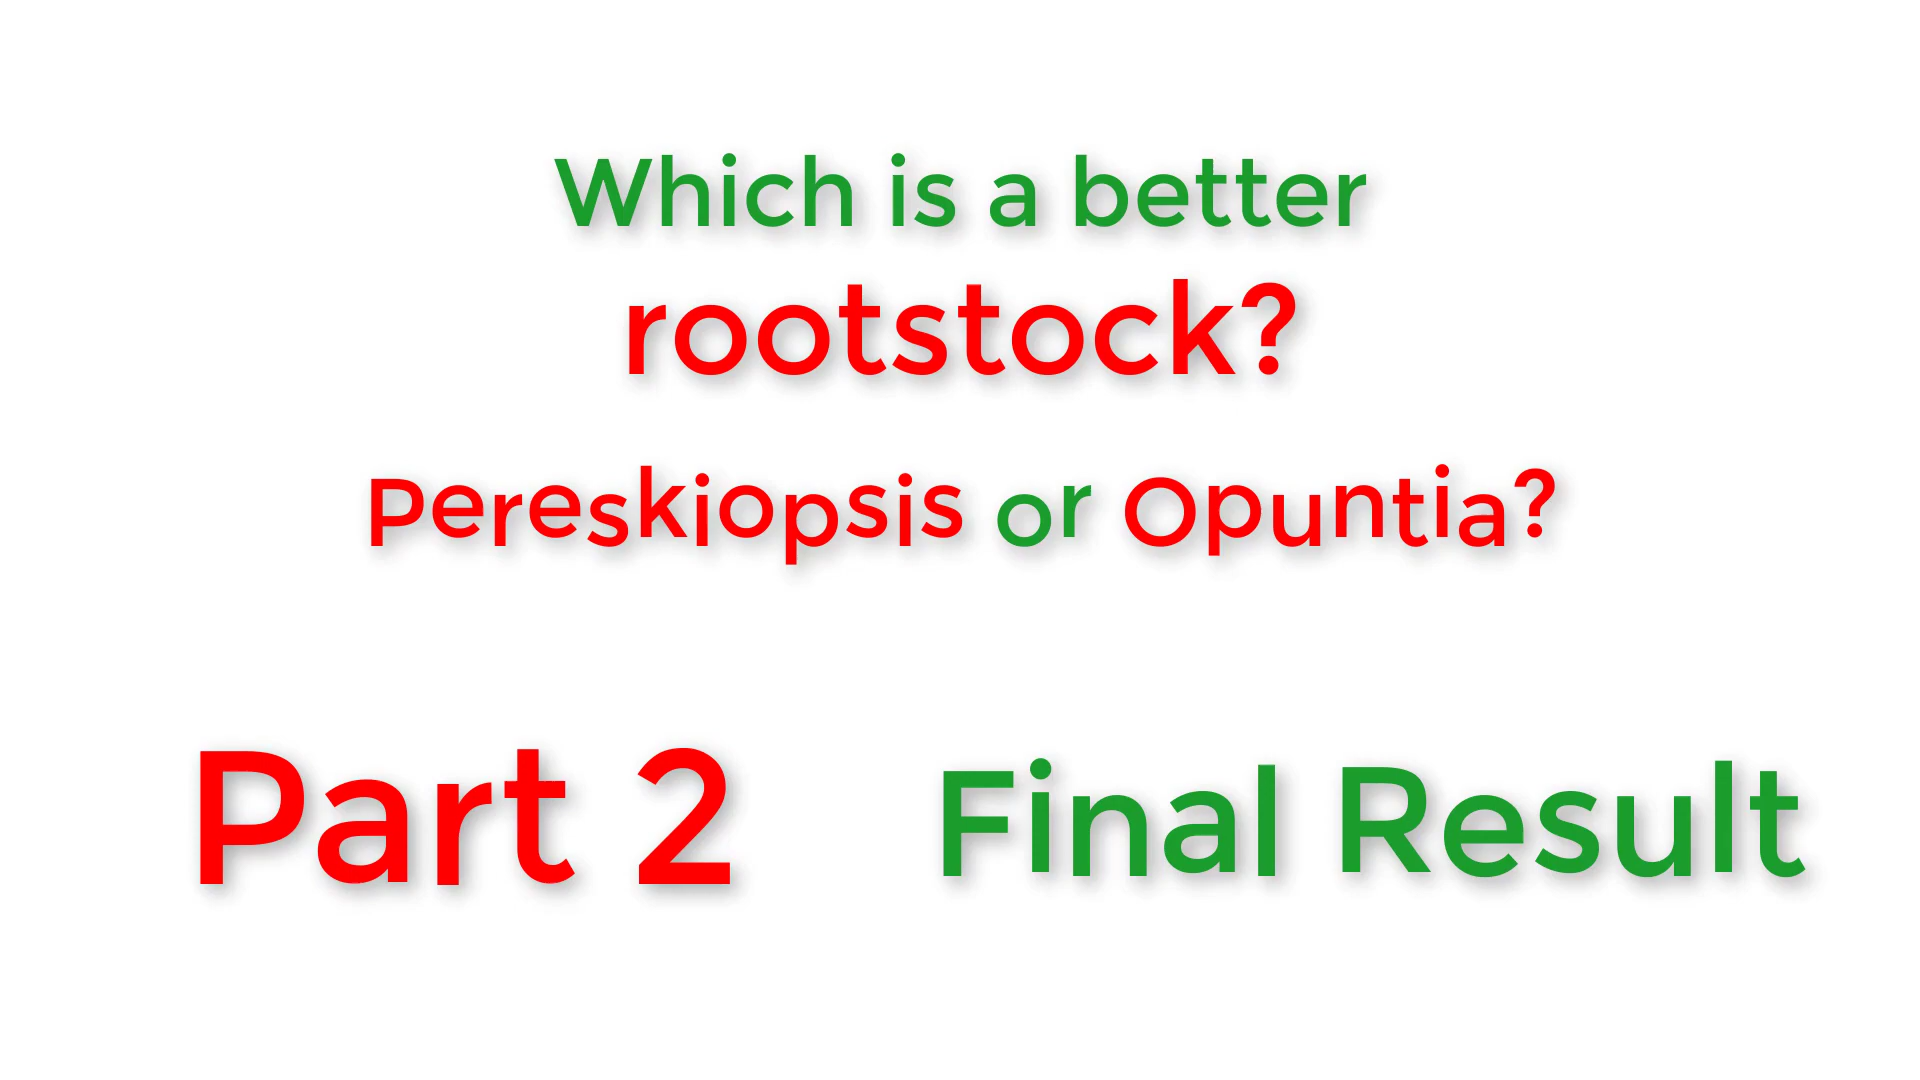 Which is a better
rootstock?
Pereskiopsis or Opuntia?
Part 2 Final Result